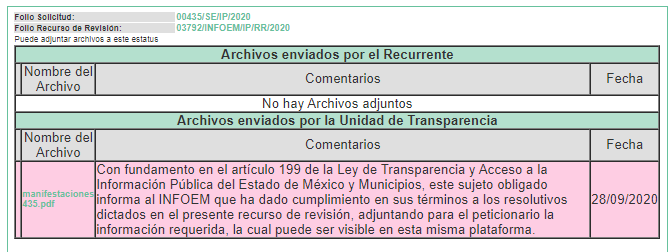 Folio Solicitud: 00435/SE/IP/2020
Folio Recurso de Revisión: 03792/INFOEM/IP/RR/2020
Puede adjuntar archivos a este estatus
Archivos enviados por el Recurrente
Nombre del Archivo Comentarios Fecha
No hay Archivos adjuntos
Archivos enviados por la Unidad de Transparencia
Nombre del Archivo Comentarios Fecha
manifestaciones 435.pdf
Con fundamento en el artículo 199 de la Ley de Transparencia y Acceso a la
Información Pública del Estado de México y Municipios, este sujeto obligado
informa al INFOEM que ha dado cumplimiento en sus términos a los resolutivos
dictados en el presente recurso de revisión, adjuntando para el peticionario la
información requerida, la cual puede ser visible en esta misma plataforma.
28/09/2020